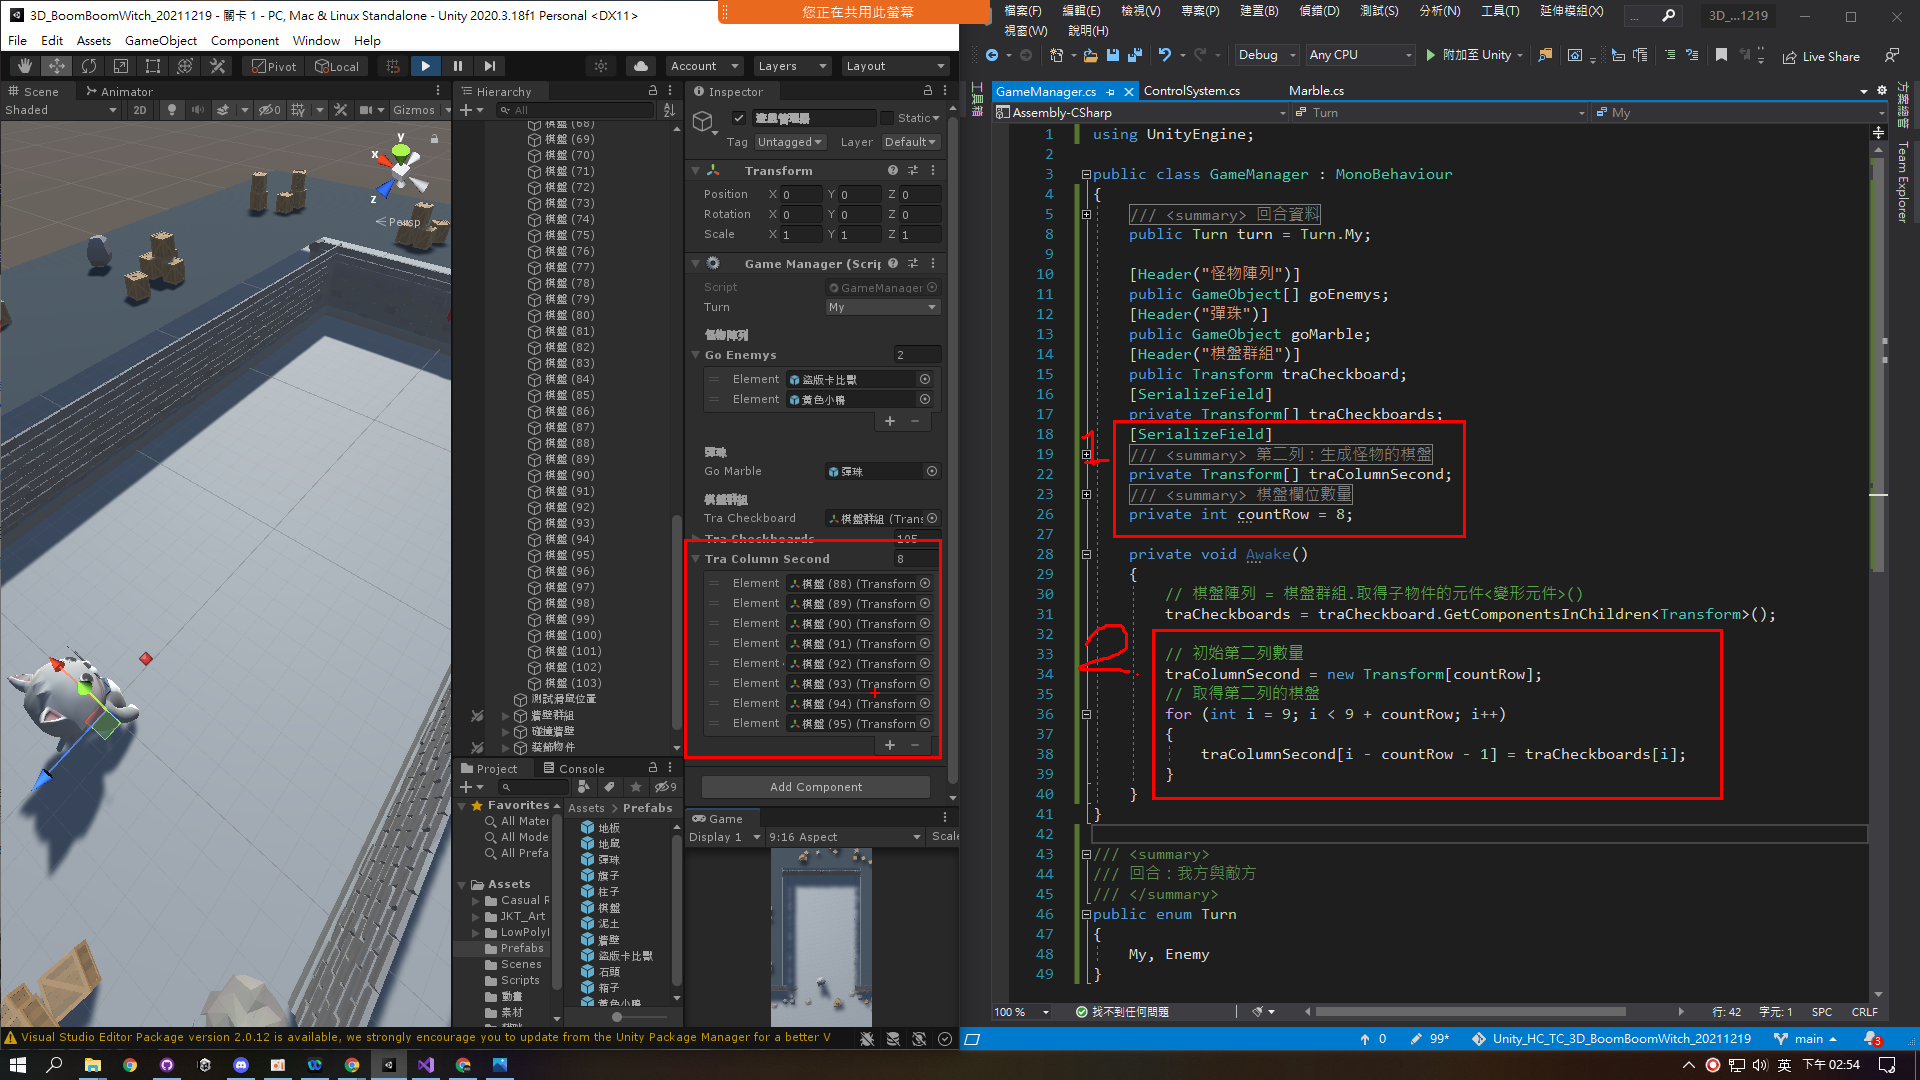 3D_BoomBoomWitch_20211219 - 關卡 1 - PC, Mac & Linux Standalone - Unity 2020.3.18f1 Personal <DX11>
您正在共用此螢幕
File Edit Assets GameObject Component Window Help
Pivot Local Account Layers Layout
Scene Animator
Shaded 2D 0 Gizmos
y x z
Persp
Hierarchy
All
棋盤 (68)
棋盤 (69)
棋盤 (70)
棋盤 (71)
棋盤 (72)
棋盤 (73)
棋盤 (74)
棋盤 (75)
棋盤 (76)
棋盤 (77)
棋盤 (78)
棋盤 (79)
棋盤 (80)
棋盤 (81)
棋盤 (82)
棋盤 (83)
棋盤 (84)
棋盤 (85)
棋盤 (86)
棋盤 (87)
棋盤 (88)
棋盤 (89)
棋盤 (90)
棋盤 (91)
棋盤 (92)
棋盤 (93)
棋盤 (94)
棋盤 (95)
棋盤 (96)
棋盤 (97)
棋盤 (98)
棋盤 (99)
棋盤 (100)
棋盤 (101)
棋盤 (102)
棋盤 (103)
測試滑鼠位置
牆壁群組
碰撞牆壁
裝飾物件
Inspector
遊戲管理器 Static
Tag Untagged Layer Default
Transform
Position X 0 Y 0 Z 0
Rotation X 0 Y 0 Z 0
Scale X 1 Y 1 Z 1
Game Manager (Scrip
Script GameManager
Turn My
怪物陣列
Go Enemys 2
Element 盜版卡比獸
Element 黃色小鴨
彈珠
Go Marble 彈珠
棋盤群組
Tra Checkboard 棋盤群組 (Trans
Tra Checkboards 105
Tra Column Second 8
Element 棋盤 (88) (Transforn
Element 棋盤 (89) (Transforn
Element 棋盤 (90) (Transforn
Element 棋盤 (91) (Transforn
Element 棋盤 (92) (Transforn
Element 棋盤 (93) (Transforn
Element 棋盤 (94) (Transforn
Element 棋盤 (95) (Transforn
Add Component
Project Console
9
Favorites
All Mater
All Mode
All Prefa
Assets
Casual F
JKT_Art
LowPolyl
Prefabs
Scenes
Scripts
動畫
素材
Assets > Prefabs
地板
地鼠
彈珠
旗子
柱子
棋盤
泥土
牆壁
盜版卡比獸
石頭
箱子
黃色小鴨
Game
Display 1 9:16 Aspect Scale
Visual Studio Editor Package version 2.0.12 is available, we strongly encourage you to update from the Unity Package Manager for a better V
檔案(F) 編輯(E) 檢視(V) 專案(P) 建置(B) 偵錯(D) 測試(S) 分析(N) 工具(T) 延伸模組(X)
視窗(W) 說明(H)
... 3D_...1219
Debug Any CPU 附加至 Unity Live Share
工具箱
方案總管
Team Explorer
GameManager.cs ControlSystem.cs Marble.cs
Assembly-CSharp Turn My
1 using UnityEngine;
2
3 public class GameManager : MonoBehaviour
4 {
5 /// <summary> 回合資料
8 public Turn turn = Turn.My;
9
10 [Header("怪物陣列")]
11 public GameObject[] goEnemys;
12 [Header("彈珠")]
13 public GameObject goMarble;
14 [Header("棋盤群組")]
15 public Transform traCheckboard;
16 [SerializeField]
17 private Transform[] traCheckboards;
18 [SerializeField]
19 /// <summary> 第二列：生成怪物的棋盤
22 private Transform[] traColumnSecond;
23 /// <summary> 棋盤欄位數量
26 private int countRow = 8;
27
28 private void Awake()
29 {
30 // 棋盤陣列 = 棋盤群組.取得子物件的元件<變形元件>()
31 traCheckboards = traCheckboard.GetComponentsInChildren<Transform>();
32
33 // 初始第二列數量
34 traColumnSecond = new Transform[countRow];
35 // 取得第二列的棋盤
36 for (int i = 9; i < 9 + countRow; i++)
37 {
38 traColumnSecond[i - countRow - 1] = traCheckboards[i];
39 }
40 }
41 }
42
43 /// <summary>
44 /// 回合：我方與敵方
45 /// </summary>
46 public enum Turn
47 {
48 My, Enemy
49 }
1
2
100 % 找不到任何問題 行: 42 字元: 1 SPC CRLF
0 99* Unity_HC_TC_3D_BoomBoomWitch_20211219 main 3
英 下午 02:54